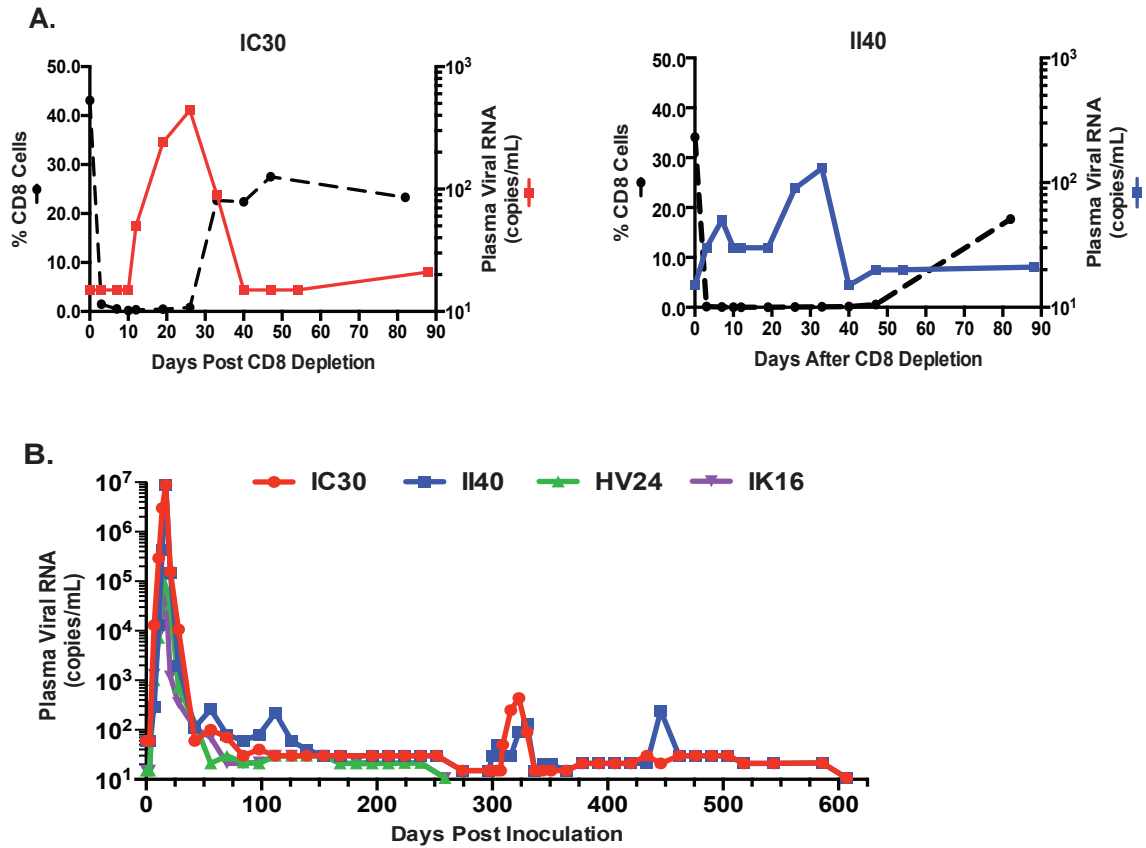 A.
IC30
50.0
40.0
30.0
20.0
10.0
0.0
% CD8 Cells
10³
10²
10¹
Plasma Viral RNA
(copies/mL)
0 10 20 30 40 50 60 70 80 90
Days Post CD8 Depletion
II40
50.0
40.0
30.0
20.0
10.0
0.0
% CD8 Cells
10³
10²
10¹
Plasma Viral RNA
(copies/mL)
0 10 20 30 40 50 60 70 80 90
Days After CD8 Depletion
B.
IC30 II40 HV24 IK16
10⁷
10⁶
10⁵
10⁴
10³
10²
10¹
Plasma Viral RNA
(copies/mL)
0 100 200 300 400 500 600
Days Post Inoculation